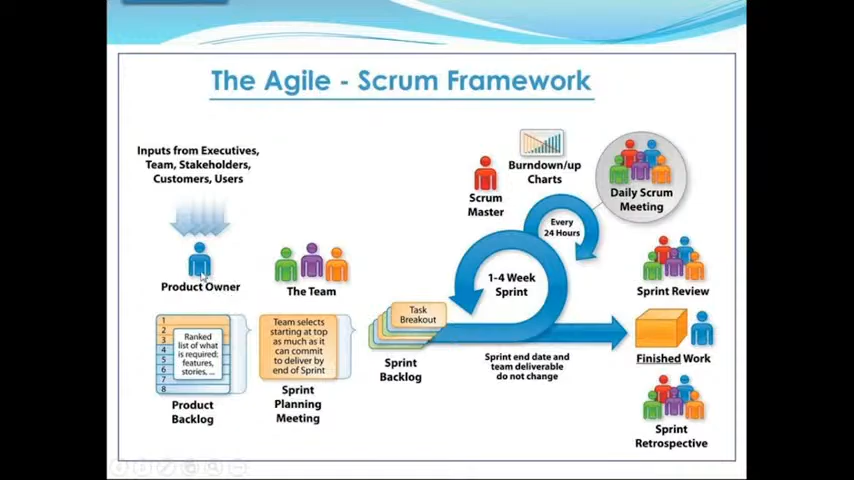 The Agile - Scrum Framework
Inputs from Executives,
Team, Stakeholders,
Customers, Users
Product Owner
The Team
1
2
3
4
5
6
7
8
Ranked
list of what
is required:
features,
stories, ...
Product
Backlog
Team selects
starting at top
as much as it
can commit
to deliver by
end of Sprint
Sprint
Planning
Meeting
Task
Breakout
Sprint
Backlog
Scrum
Master
Burndown/up
Charts
Every
24 Hours
1-4 Week
Sprint
Sprint end date and
team deliverable
do not change
Daily Scrum
Meeting
Sprint Review
Finished Work
Sprint
Retrospective